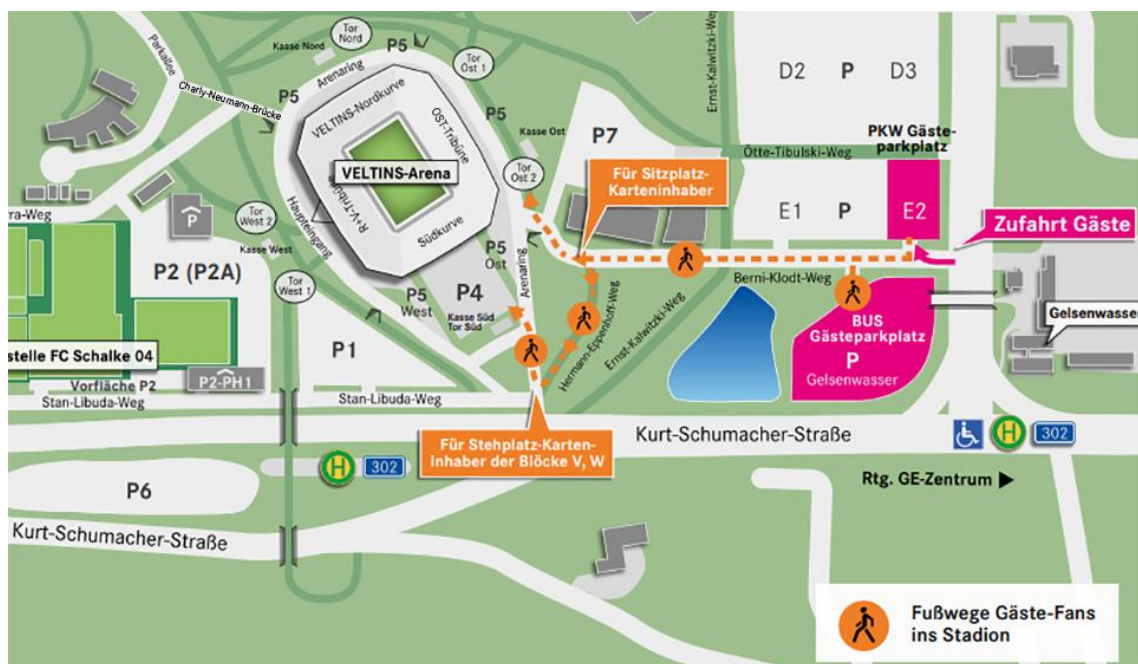 Parkallee
Kasse Nord
Tor
Nord
P5
Tor
Ost 1
Arenaring
Charly-Neumann-Brücke
P5
P5
VELTINS-Nordkurve
OST-Tribüne
VELTINS-Arena
R+V-Tribüne
Haupteingang
Südkurve
Kasse Ost
P7
Tor
Ost 2
Ernst-Kalwitzki-Weg
D2
P
D3
PKW Gäste-
parkplatz
Otte-Tibulski-Weg
Für Sitzplatz-
Karteninhaber
E1
P
E2
Zufahrt Gäste
Berni-Klodt-Weg
P
P2 (P2A)
Tor
West 2
Kasse West
Tor
West 1
P5
West
P4
P5
Ost
Arenaring
Kasse Süd
Tor Süd
Hermann-Eppenhoff-Weg
Ernst-Kalwitzki-Weg
BUS
Gästeparkplatz
P
Gelsenwasser
Gelsenwasser
rra-Weg
stelle FC Schalke 04
P1
Vorfläche P2
P2-PH1
Stan-Libuda-Weg
Stan-Libuda-Weg
Für Stehplatz-Karten-
inhaber der Blöcke V, W
Kurt-Schumacher-Straße
H
302
H
302
Rtg. GE-Zentrum
P6
Kurt-Schumacher-Straße
Fußwege Gäste-Fans
ins Stadion